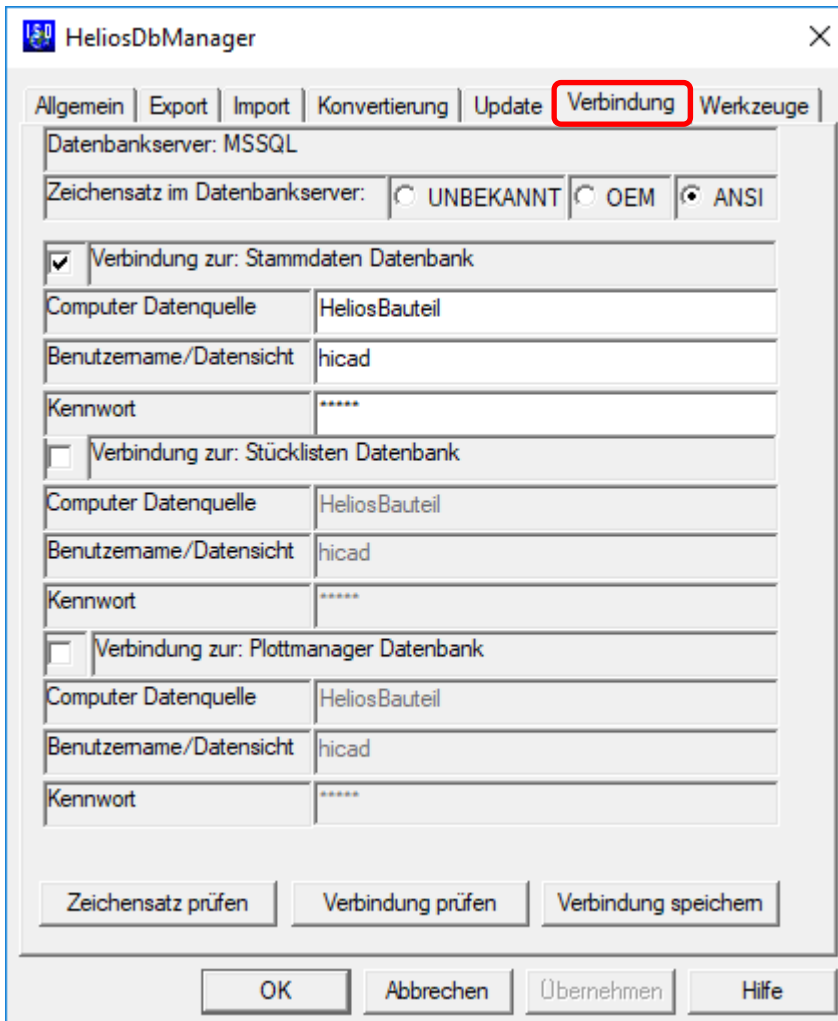 ISD HeliosDbManager
Allgemein Export Import Konvertierung Update Verbindung Werkzeuge
Datenbankserver: MSSQL
Zeichensatz im Datenbankserver: UNBEKANNT OEM ANSI
Verbindung zur: Stammdaten Datenbank
Computer Datenquelle HeliosBauteil
Benutzername/Datensicht hicad
Kennwort *****
Verbindung zur: Stücklisten Datenbank
Computer Datenquelle HeliosBauteil
Benutzername/Datensicht hicad
Kennwort *****
Verbindung zur: Plottmanager Datenbank
Computer Datenquelle HeliosBauteil
Benutzername/Datensicht hicad
Kennwort *****
Zeichensatz prüfen Verbindung prüfen Verbindung speichern
OK Abbrechen Übernehmen Hilfe